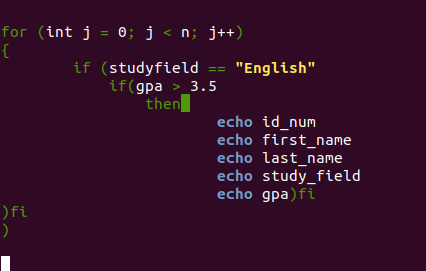 for (int j = 0; j < n; j++)
{
        if (studyfield == "English"
            if(gpa > 3.5
                then
                        echo id_num
                        echo first_name
                        echo last_name
                        echo study_field
                        echo gpa)fi
)fi
)